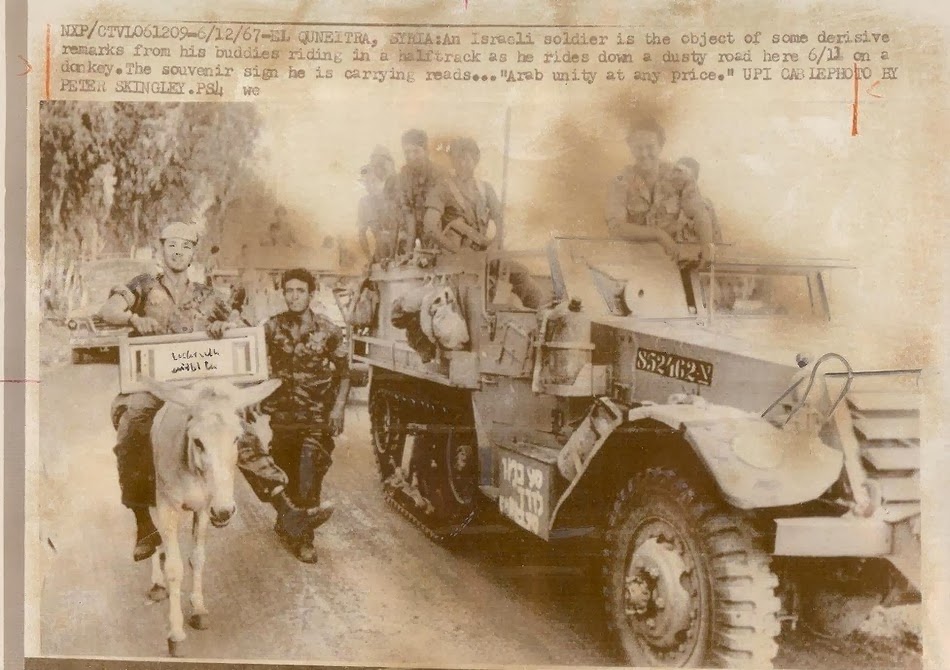 NXP/CTVL061209-6/12/67-EL QUNEITRA, SYRIA:An Israeli soldier is the object of some derisive
remarks from his buddies riding in a halftrack as he rides down a dusty road here 6/11 on a
donkey.The souvenir sign he is carrying reads..."Arab unity at any price." UPI CABLEPHOTO BY
PETER SKINGLEY.PS4 we
852762-N